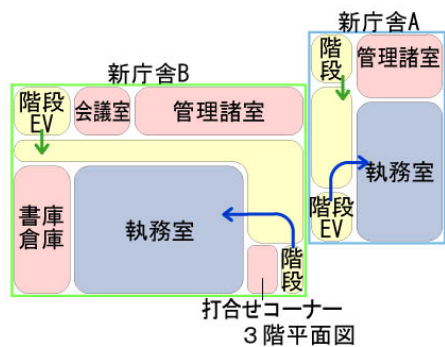 新庁舎A
階段
管理諸室
執務室
階段
EV
新庁舎B
階段
EV
会議室
管理諸室
書庫
倉庫
執務室
階段
打合せコーナー
3階平面図